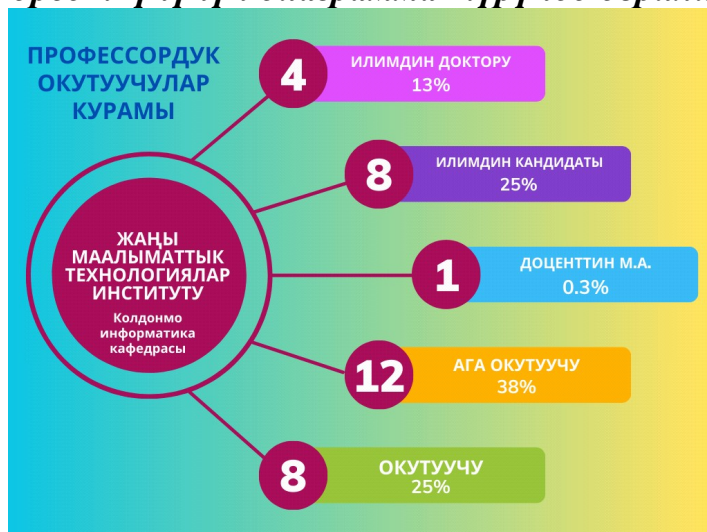 ПРОФЕССОРДУК
ОКУТУУЧУЛАР
КУРАМЫ
4
ИЛИМДИН ДОКТОРУ
13%
8
ИЛИМДИН КАНДИДАТЫ
25%
1
ДОЦЕНТТИН М.А.
0.3%
12
АГА ОКУТУУЧУ
38%
8
ОКУТУУЧУ
25%
ЖАҢЫ
МААЛЫМАТТЫК
ТЕХНОЛОГИЯЛАР
ИНСТИТУТУ
Колдонмо
информатика
кафедрасы